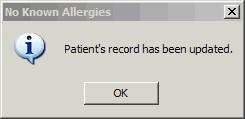 No Known Allergies
Patient's record has been updated.
OK